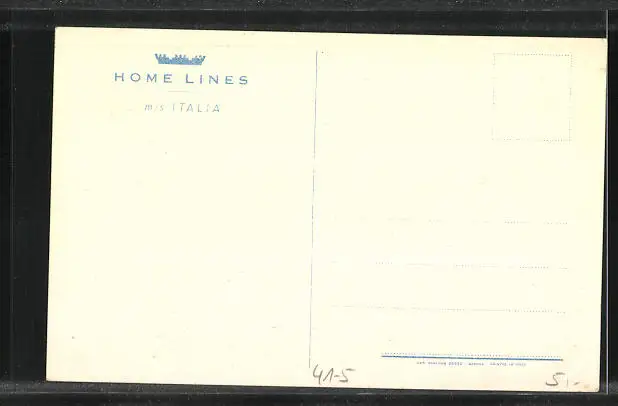 HOME LINES
m/s ITALIA
41-5
5,-